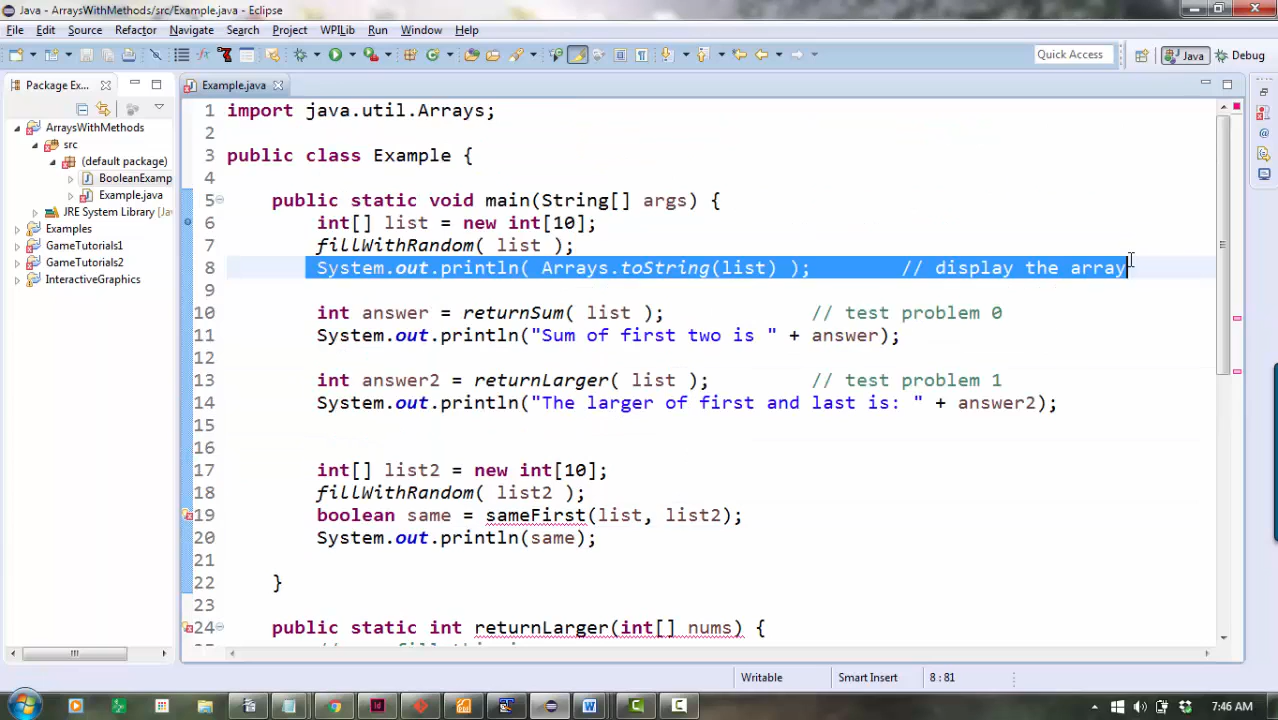 Java - ArraysWithMethods/src/Example.java - Eclipse
File Edit Source Refactor Navigate Search Project WPILib Run Window Help
Quick Access Java Debug
Package Ex... Example.java
ArraysWithMethods
src
(default package)
BooleanExamp
Example.java
JRE System Library [Ja
Examples
GameTutorials1
GameTutorials2
InteractiveGraphics
1 import java.util.Arrays;
2
3 public class Example {
4
5 public static void main(String[] args) {
6 int[] list = new int[10];
7 fillWithRandom( list );
8 System.out.println( Arrays.toString(list) ); // display the array
9
10 int answer = returnSum( list ); // test problem 0
11 System.out.println("Sum of first two is " + answer);
12
13 int answer2 = returnLarger( list ); // test problem 1
14 System.out.println("The larger of first and last is: " + answer2);
15
16
17 int[] list2 = new int[10];
18 fillWithRandom( list2 );
19 boolean same = sameFirst(list, list2);
20 System.out.println(same);
21
22 }
23
24 public static int returnLarger(int[] nums) {
Writable Smart Insert 8 : 81
7:46 AM